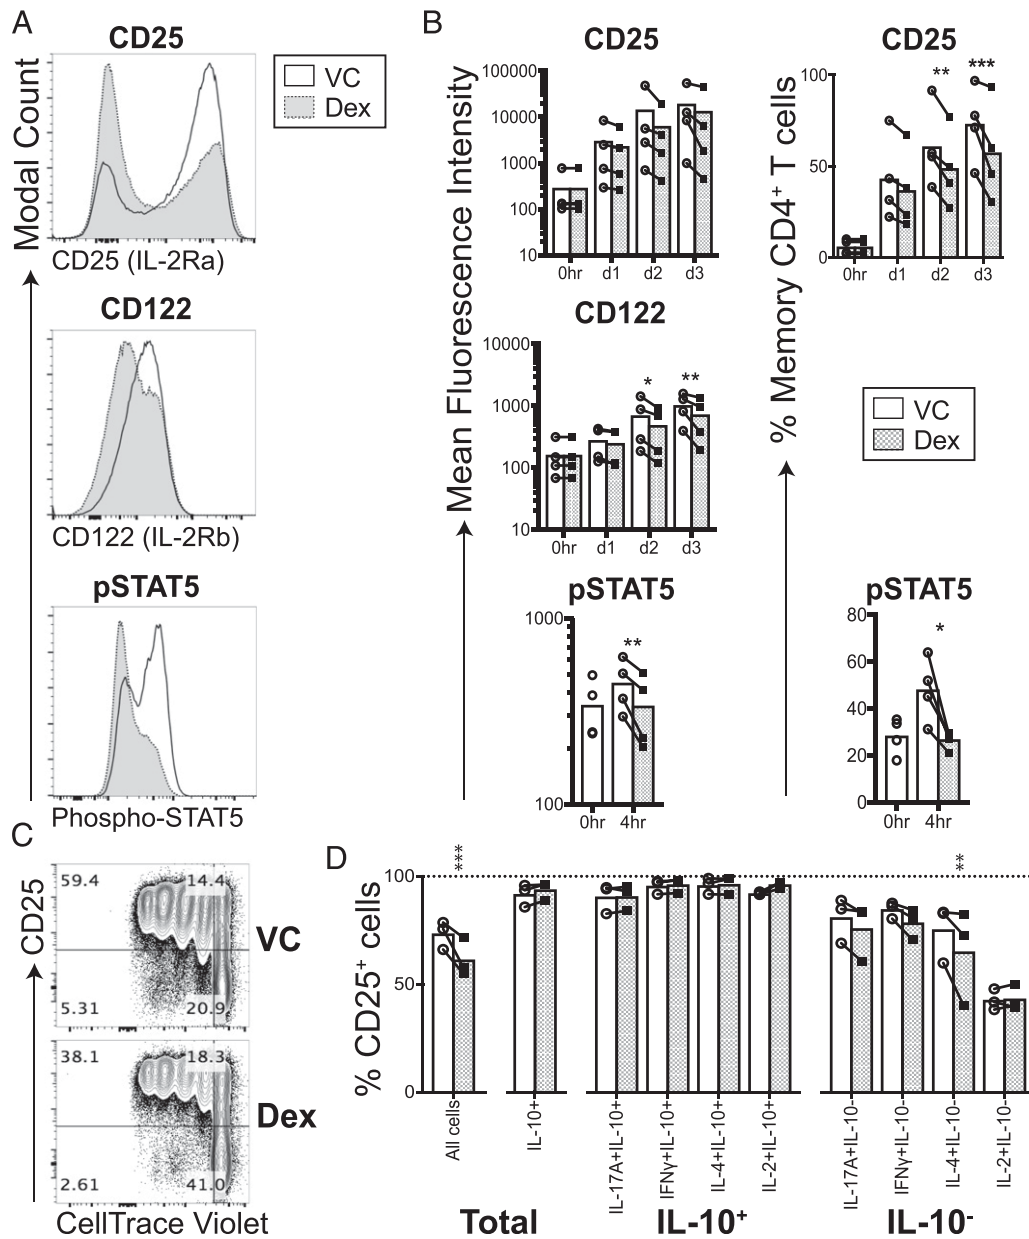 A
CD25
VC
Dex
Modal Count
CD25 (IL-2Ra)
CD122
CD122 (IL-2Rb)
pSTAT5
Phospho-STAT5
B
CD25
Mean Fluorescence Intensity
100000
10000
1000
100
10
0hr d1 d2 d3
CD25
% Memory CD4+ T cells
100
50
0
** ***
0hr d1 d2 d3
CD122
10000
1000
100
10
* **
0hr d1 d2 d3
VC
Dex
pSTAT5
1000
100
**
0hr 4hr
pSTAT5
80
60
40
20
0
*
0hr 4hr
C
CD25
59.4 14.4
5.31 20.9
VC
38.1 18.3
2.61 41.0
Dex
CellTrace Violet
D
% CD25+ cells
100
50
0
*** **
All cells
IL-10+
IL-17A+IL-10+
IFNγ+IL-10+
IL-4+IL-10+
IL-2+IL-10+
IL-17A+IL-10-
IFNγ+IL-10-
IL-4+IL-10-
IL-2+IL-10-
Total IL-10+ IL-10-